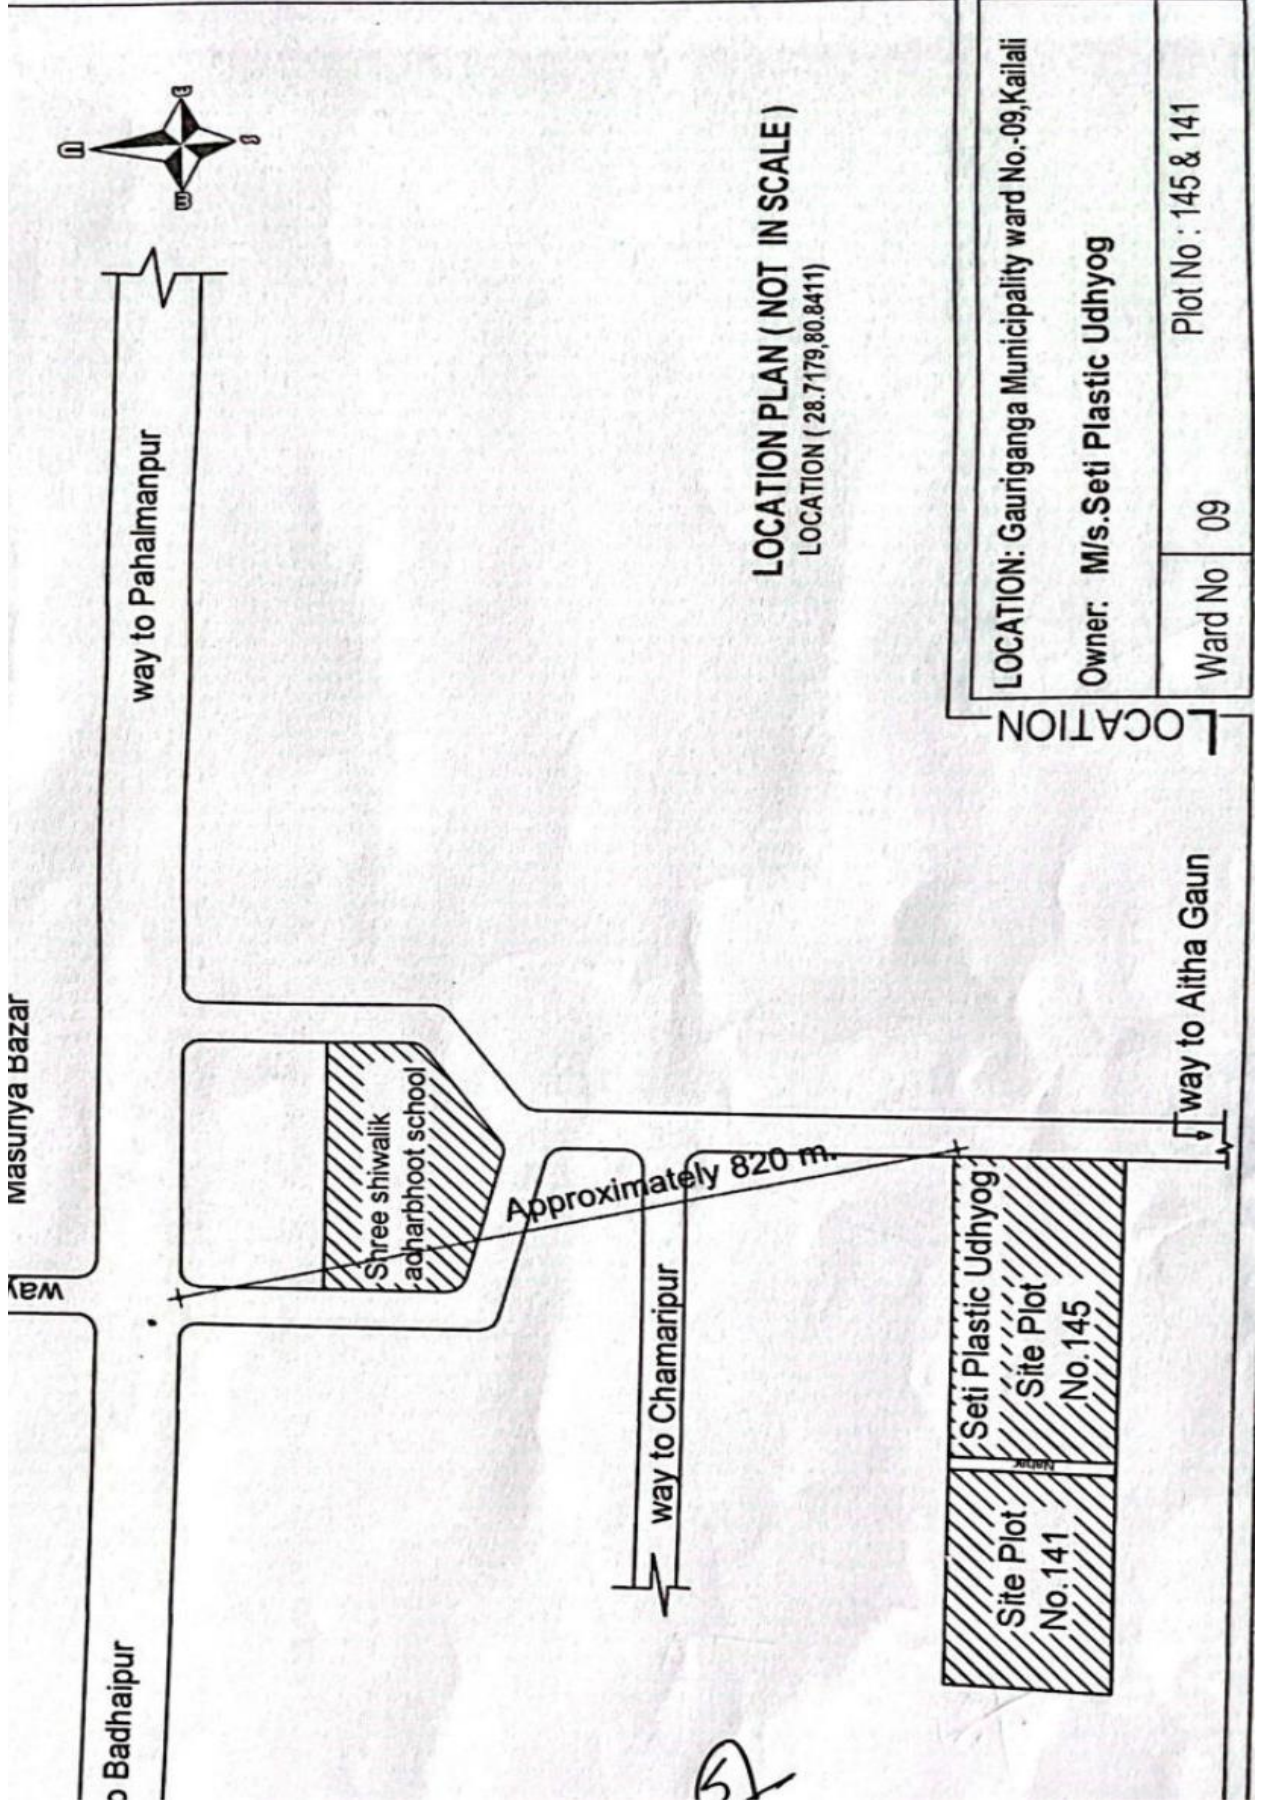 Masuriya Bazar
way
n
w
e
s
Badhaipur
way to Pahalmanpur
Shree shiwalik
adharbhoot school
Approximately 820 m.
way to Chamaripur
LOCATION PLAN ( NOT IN SCALE )
LOCATION ( 28.7179,80.8411)
Seti Plastic Udhyog
Site Plot
No.145
Site Plot
No.141
way to Aitha Gaun
5
LOCATION
LOCATION: Gauriganga Municipality ward No.-09,Kailali
Owner: M/s.Seti Plastic Udhyog
Ward No 09
Plot No : 145 & 141